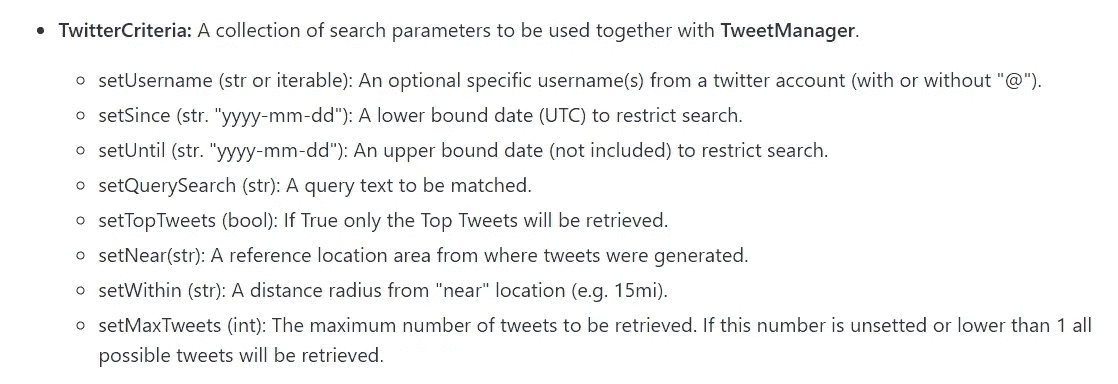 • TwitterCriteria: A collection of search parameters to be used together with TweetManager.
◦ setUsername (str or iterable): An optional specific username(s) from a twitter account (with or without "@").
◦ setSince (str. "yyyy-mm-dd"): A lower bound date (UTC) to restrict search.
◦ setUntil (str. "yyyy-mm-dd"): An upper bound date (not included) to restrict search.
◦ setQuerySearch (str): A query text to be matched.
◦ setTopTweets (bool): If True only the Top Tweets will be retrieved.
◦ setNear(str): A reference location area from where tweets were generated.
◦ setWithin (str): A distance radius from "near" location (e.g. 15mi).
◦ setMaxTweets (int): The maximum number of tweets to be retrieved. If this number is unsetted or lower than 1 all
possible tweets will be retrieved.